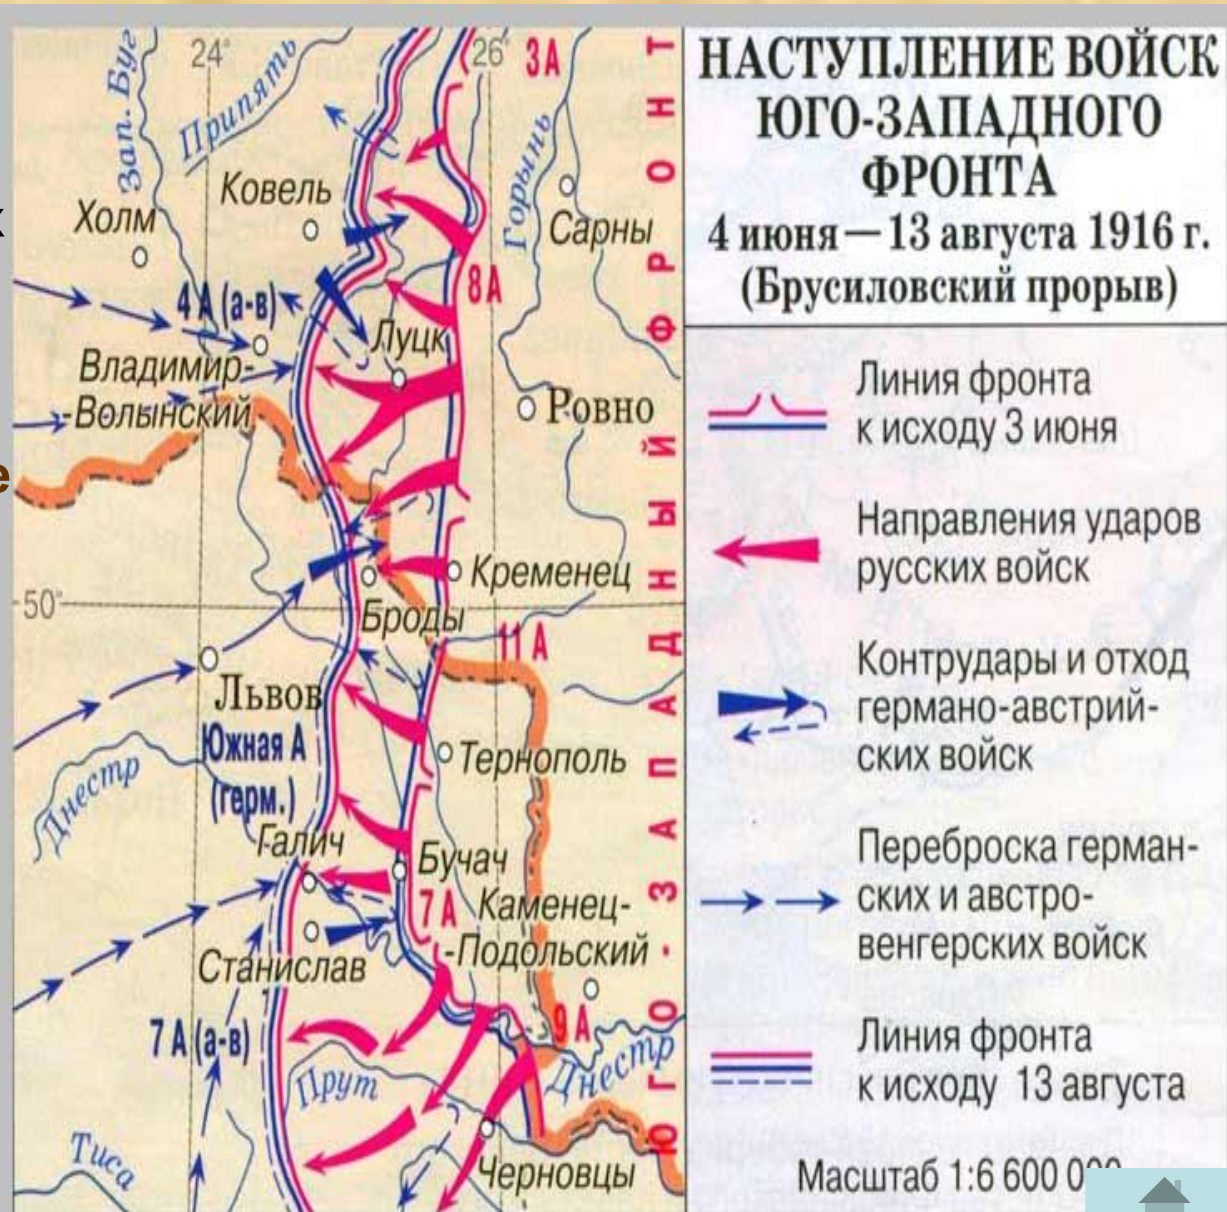 24°
26°
3А
Зап. Буг
Припять
Горынь
Ковель
Холм
Сарны
8А
4 А (а-в)
Луцк
Владимир-
-Волынский
Ровно
Кременец
50°
Броды
11 А
Львов
Южная А
(герм.)
Тернополь
Днестр
Галич
Бучач
7 А
Каменец-
-Подольский
Станислав
9 А
7 А (а-в)
Прут
Днестр
Тиса
Черновцы
ЮГО-ЗАПАДНЫЙ ФРОНТ
НАСТУПЛЕНИЕ ВОЙСК
ЮГО-ЗАПАДНОГО
ФРОНТА
4 июня — 13 августа 1916 г.
(Брусиловский прорыв)
Линия фронта
к исходу 3 июня
Направления ударов
русских войск
Контрудары и отход
германо-австрий-
ских войск
Переброска герман-
ских и австро-
венгерских войск
Линия фронта
к исходу 13 августа
Масштаб 1:6 600 000